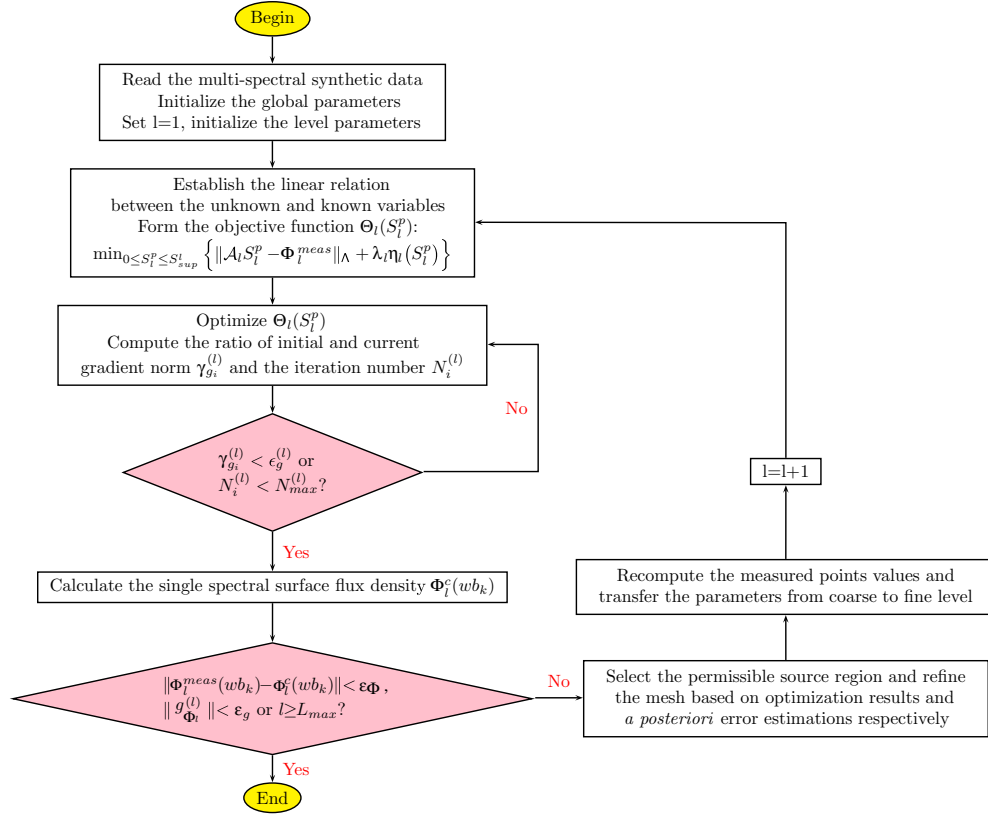 Begin
Read the multi-spectral synthetic data
Initialize the global parameters
Set l=1, initialize the level parameters
Establish the linear relation
between the unknown and known variables
Form the objective function Θ_l(S_l^p):
min_{0≤S_l^p≤S_{sup}^l} {‖𝒜_l S_l^p −Φ_l^{meas}‖_Λ + λ_l η_l(S_l^p)}
Optimize Θ_l(S_l^p)
Compute the ratio of initial and current
gradient norm γ_{g_i}^{(l)} and the iteration number N_i^{(l)}
No
γ_{g_i}^{(l)} < ϵ_g^{(l)} or
N_i^{(l)} < N_{max}^{(l)}?
Yes
Calculate the single spectral surface flux density Φ_l^c(wb_k)
‖Φ_l^{meas}(wb_k)−Φ_l^c(wb_k)‖< ε_Φ ,
‖ g_{Φ_l}^{(l)} ‖< ε_g or l≥L_{max}?
Yes
End
No
Select the permissible source region and refine
the mesh based on optimization results and
a posteriori error estimations respectively
Recompute the measured points values and
transfer the parameters from coarse to fine level
l=l+1